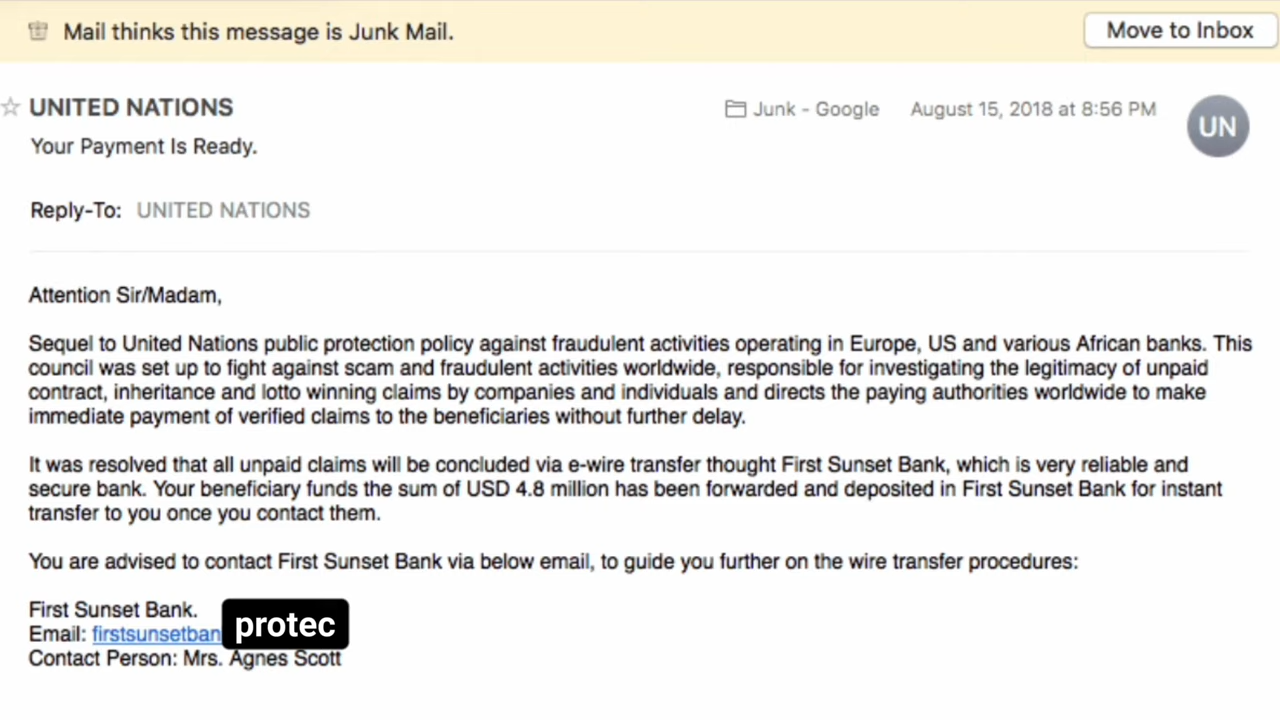 Mail thinks this message is Junk Mail.
Move to Inbox
UNITED NATIONS
Junk - Google
August 15, 2018 at 8:56 PM
UN
Your Payment Is Ready.
Reply-To: UNITED NATIONS
Attention Sir/Madam,
Sequel to United Nations public protection policy against fraudulent activities operating in Europe, US and various African banks. This
council was set up to fight against scam and fraudulent activities worldwide, responsible for investigating the legitimacy of unpaid
contract, inheritance and lotto winning claims by companies and individuals and directs the paying authorities worldwide to make
immediate payment of verified claims to the beneficiaries without further delay.
It was resolved that all unpaid claims will be concluded via e-wire transfer thought First Sunset Bank, which is very reliable and
secure bank. Your beneficiary funds the sum of USD 4.8 million has been forwarded and deposited in First Sunset Bank for instant
transfer to you once you contact them.
You are advised to contact First Sunset Bank via below email, to guide you further on the wire transfer procedures:
First Sunset Bank.
Email: firstsunsetban
protec
Contact Person: Mrs. Agnes Scott